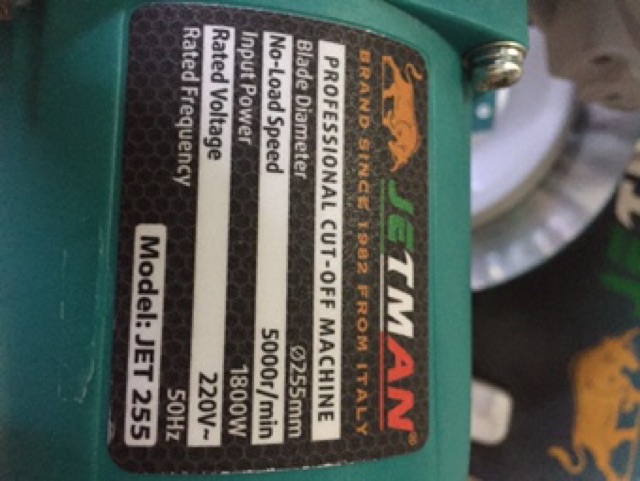 JETMAN®
BRAND SINCE 1982 FROM ITALY
PROFESSIONAL CUT-OFF MACHINE
Blade Diameter Ø255mm
No-Load Speed 5000r/min
Input Power 1800W
Rated Voltage 220V~
Rated Frequency 50Hz
Model: JET 255